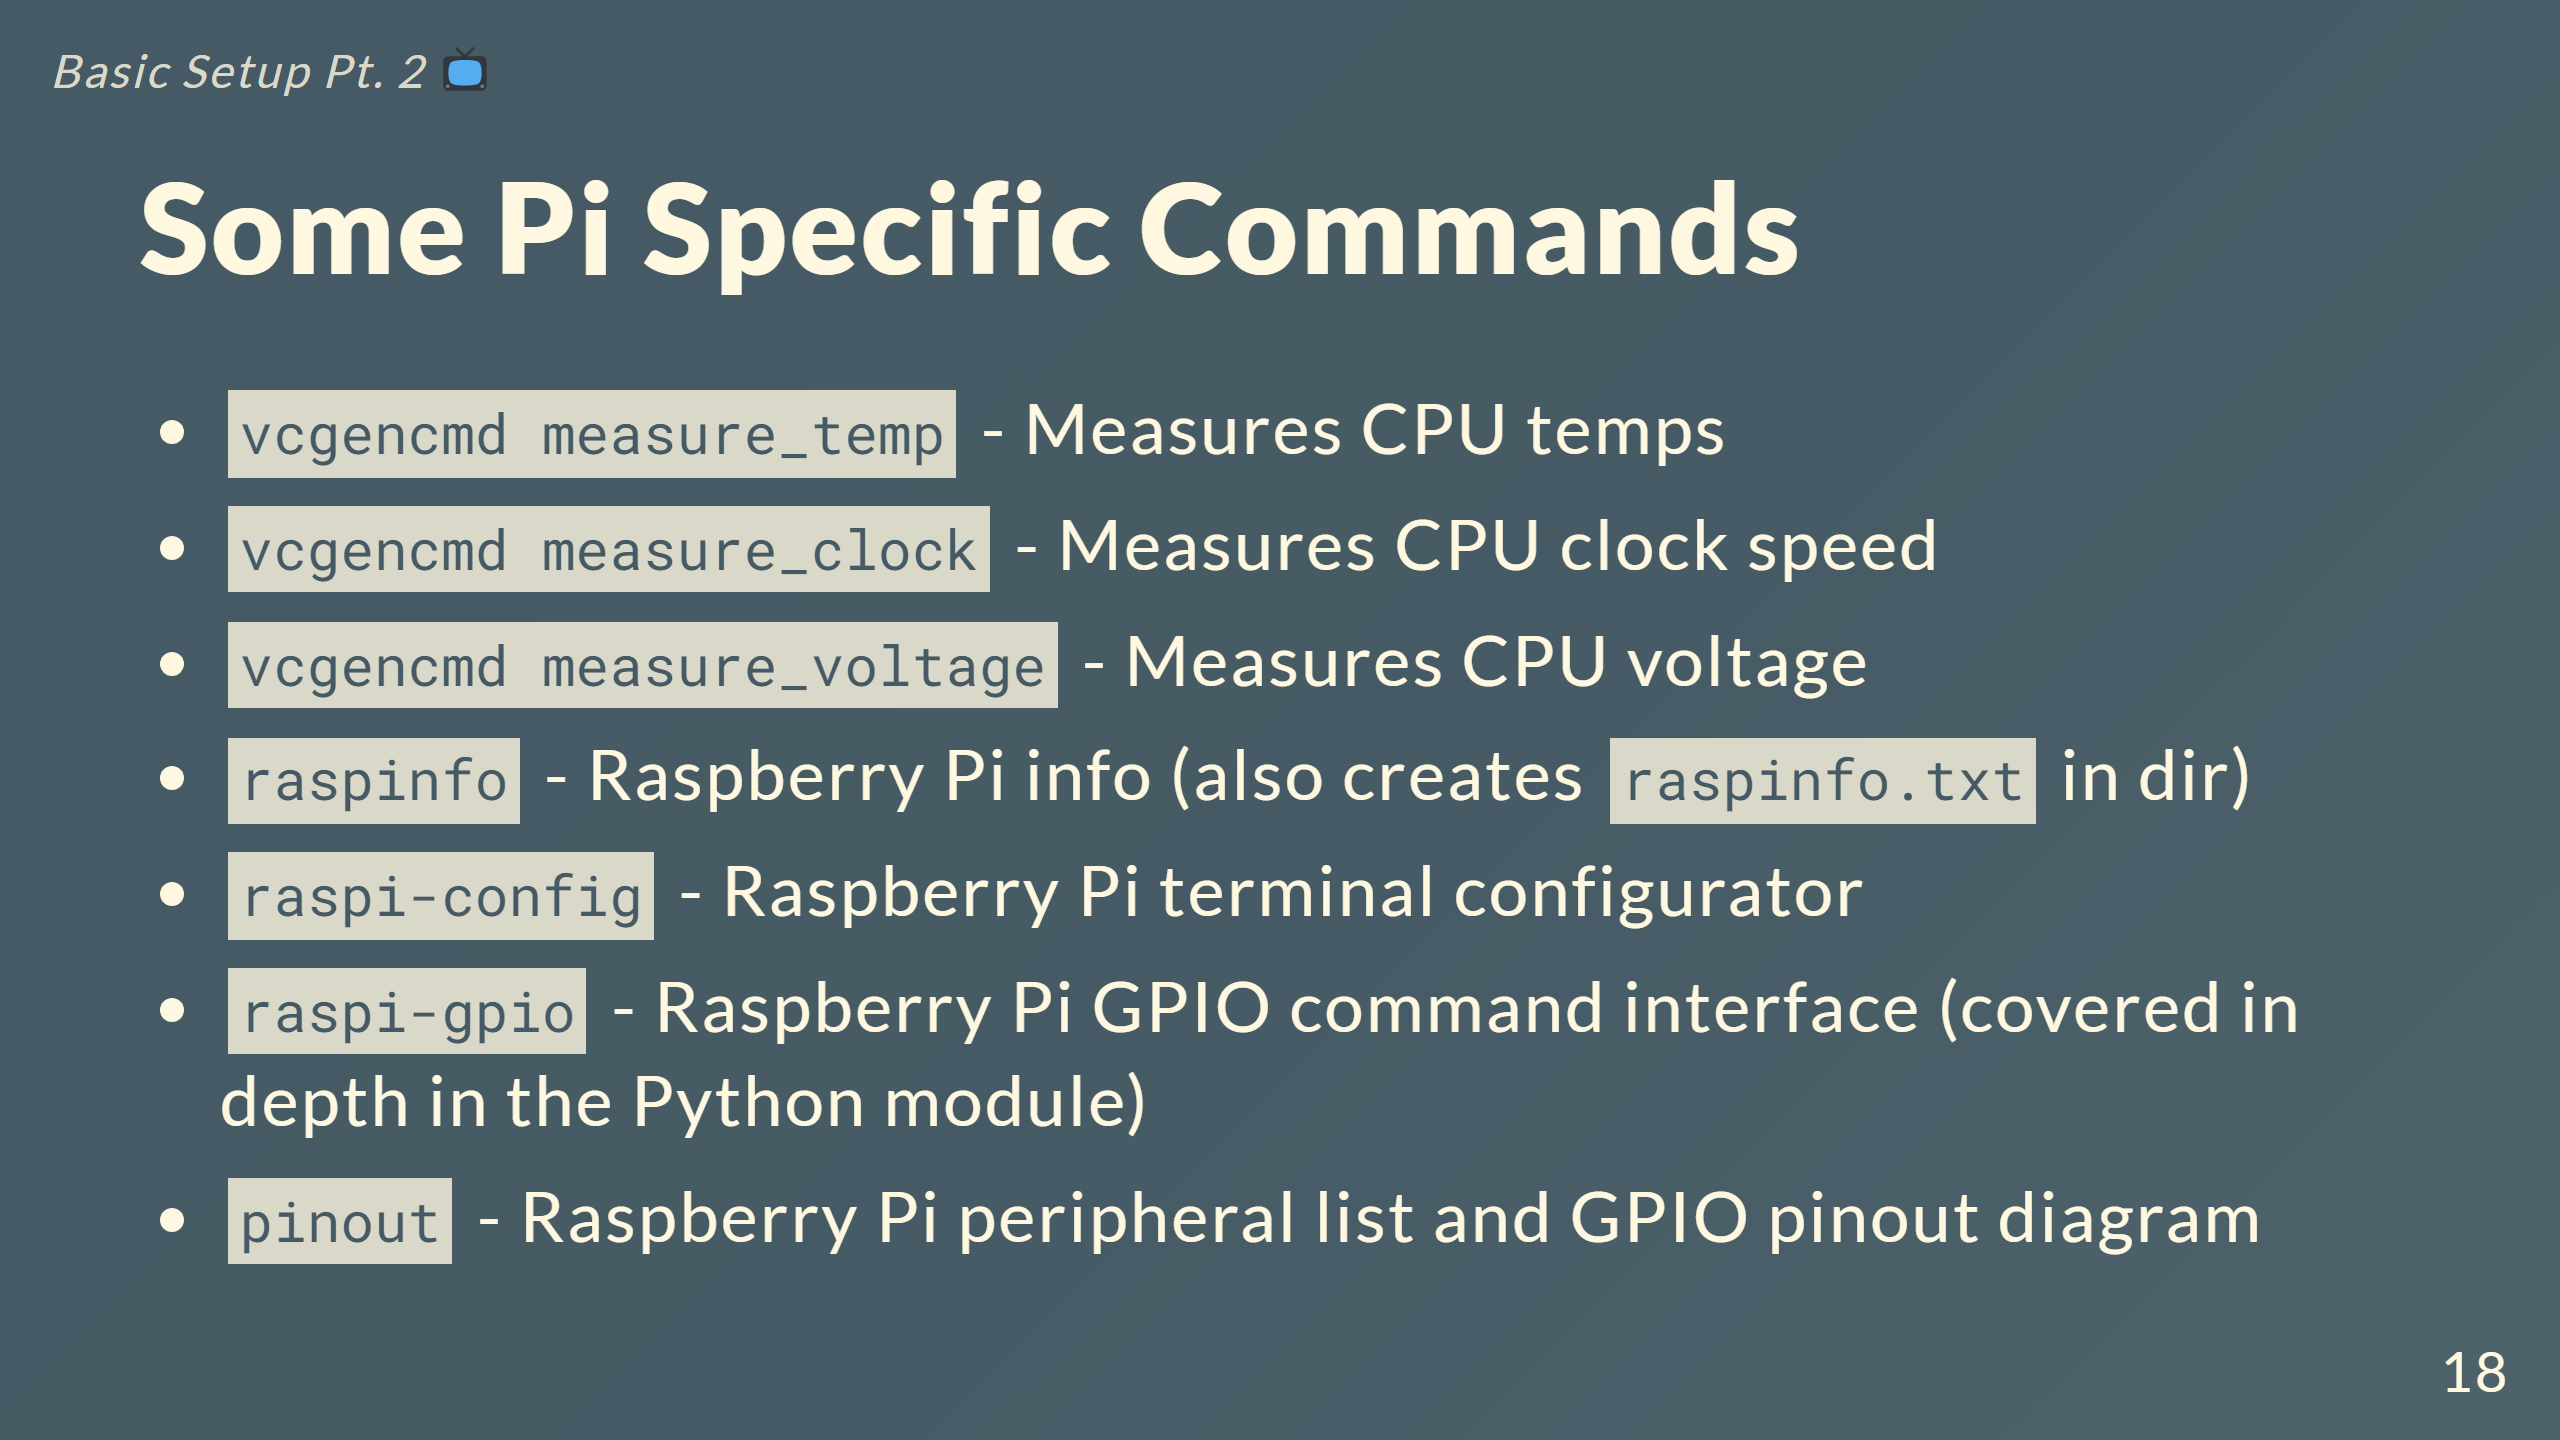 Basic Setup Pt. 2 📺
Some Pi Specific Commands
• vcgencmd measure_temp - Measures CPU temps
• vcgencmd measure_clock - Measures CPU clock speed
• vcgencmd measure_voltage - Measures CPU voltage
• raspinfo - Raspberry Pi info (also creates raspinfo.txt in dir)
• raspi-config - Raspberry Pi terminal configurator
• raspi-gpio - Raspberry Pi GPIO command interface (covered in
depth in the Python module)
• pinout - Raspberry Pi peripheral list and GPIO pinout diagram
18